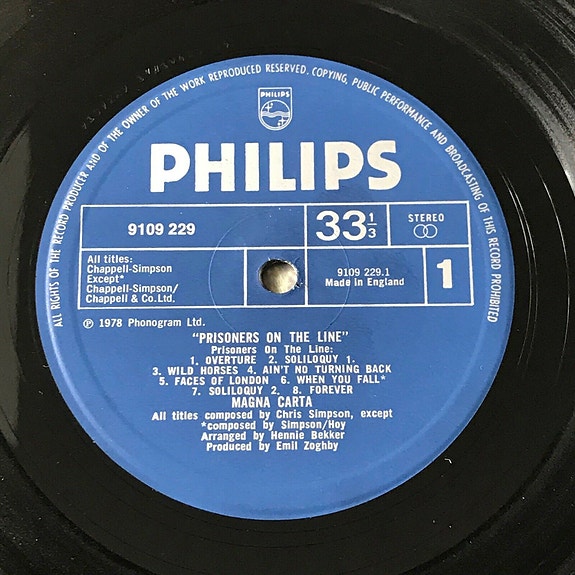 ALL RIGHTS OF THE RECORD PRODUCER AND OF THE OWNER OF THE WORK REPRODUCED RESERVED. COPYING, PUBLIC PERFORMANCE AND BROADCASTING OF THIS RECORD PROHIBITED
PHILIPS
PHILIPS
9109 229
33 1/3
STEREO
All titles:
Chappell-Simpson
Except*
Chappell-Simpson/
Chappell & Co.Ltd.
9109 229.1
Made in England
1
℗ 1978 Phonogram Ltd.
"PRISONERS ON THE LINE"
Prisoners On The Line:
1. OVERTURE 2. SOLILOQUY 1.
3. WILD HORSES 4. AIN'T NO TURNING BACK
5. FACES OF LONDON 6. WHEN YOU FALL*
7. SOLILOQUY 2. 8. FOREVER
MAGNA CARTA
All titles composed by Chris Simpson, except
*composed by Simpson/Hoy
Arranged by Hennie Bekker
Produced by Emil Zoghby